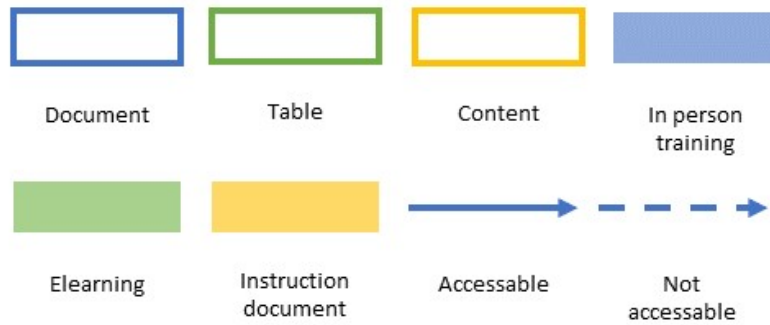 Document
Table
Content
In person
training
Elearning
Instruction
document
Accessable
Not
accessable